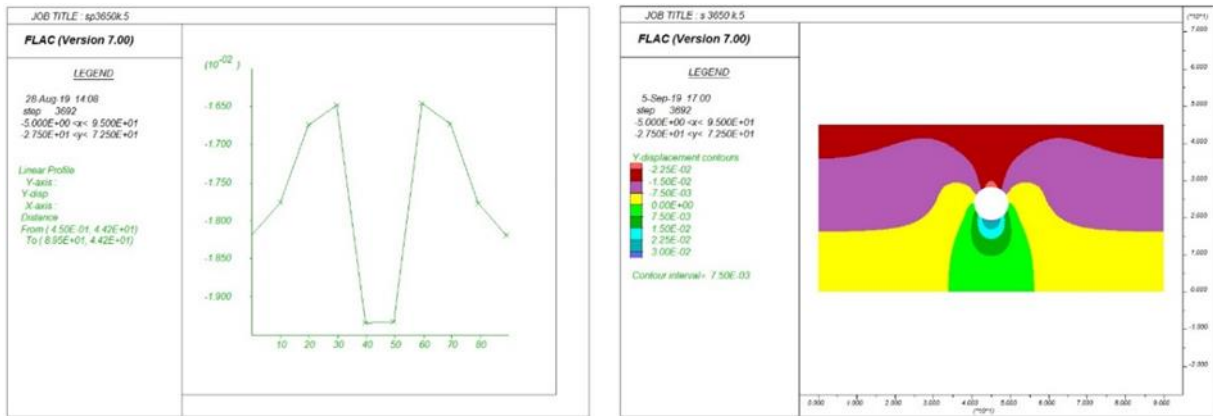 JOB TITLE : sp3650k.5
FLAC (Version 7.00)
LEGEND
28-Aug-19 14:08
step 3692
-5.000E+00 <x< 9.500E+01
-2.750E+01 <y< 7.250E+01
Linear Profile
Y-axis :
Y-disp
X-axis :
Distance
From ( 4.50E-01, 4.42E+01)
To ( 8.95E+01, 4.42E+01)
(10 -02 )
-1.650
-1.700
-1.750
-1.800
-1.850
-1.900
10 20 30 40 50 60 70 80
JOB TITLE : s 3650 k.5
FLAC (Version 7.00)
LEGEND
5-Sep-19 17:00
step 3692
-5.000E+00 <x< 9.500E+01
-2.750E+01 <y< 7.250E+01
Y-displacement contours
-2.25E-02
-1.50E-02
-7.50E-03
0.00E+00
7.50E-03
1.50E-02
2.25E-02
3.00E-02
Contour interval= 7.50E-03
(*10^1)
7.000
6.000
5.000
4.000
3.000
2.000
1.000
0.000
-1.000
-2.000
0.000 1.000 2.000 3.000 4.000 5.000 6.000 7.000 8.000 9.000
(*10^1)